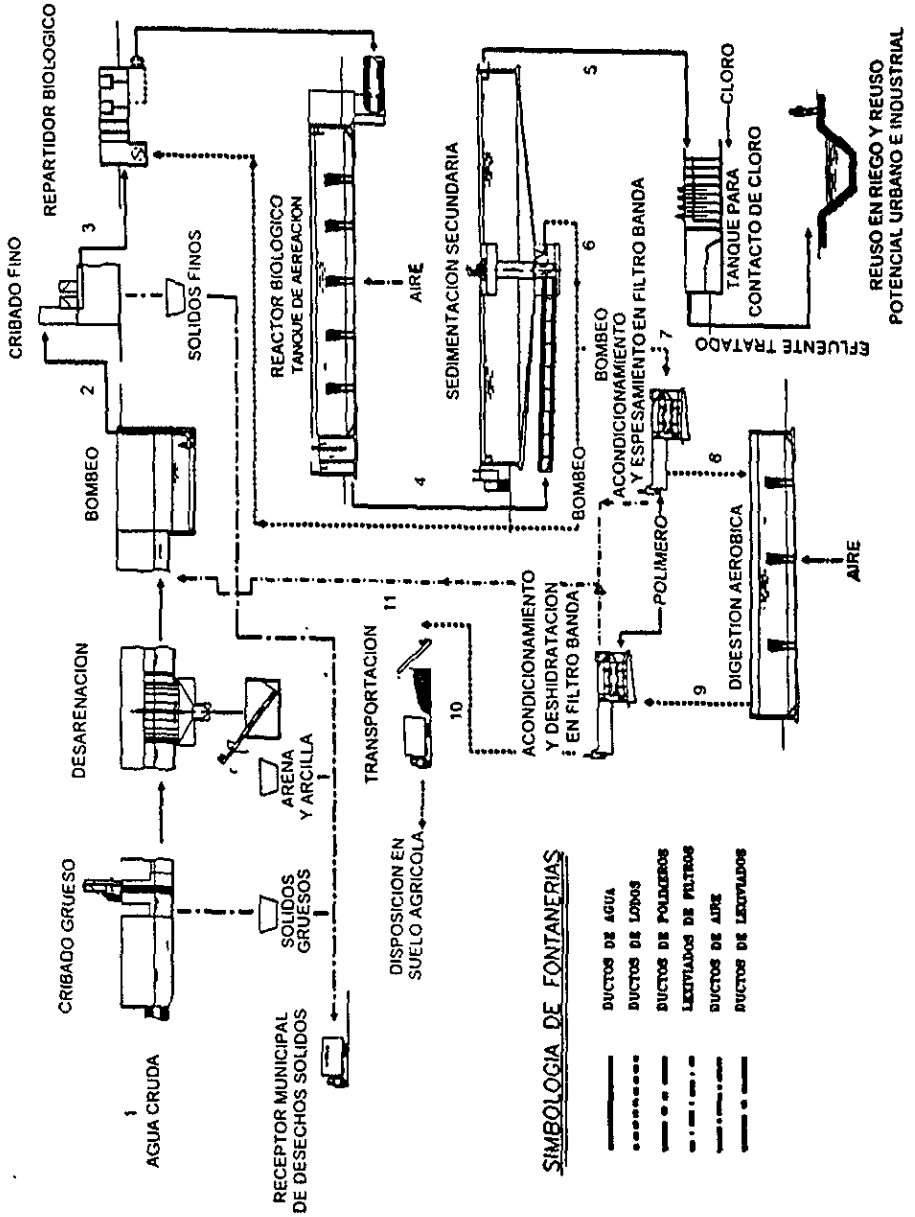 CRIBADO GRUESO
DESARENACION
BOMBEO
CRIBADO FINO
REPARTIDOR BIOLOGICO
1
AGUA CRUDA
2
3
SOLIDOS
GRUESOS
ARENA
Y ARCILLA
SOLIDOS FINOS
RECEPTOR MUNICIPAL
DE DESECHOS SOLIDOS
REACTOR BIOLOGICO
TANQUE DE AEREACION
AIRE
4
TRANSPORTACION
DISPOSICION EN
SUELO AGRICOLA
10
11
SEDIMENTACION SECUNDARIA
5
6
BOMBEO
BOMBEO
ACONDICIONAMIENTO
Y DESHIDRATACION
EN FILTRO BANDA
ACONDICIONAMIENTO
Y ESPESAMIENTO EN FILTRO BANDA
7
POLIMERO
8
9
DIGESTION AEROBICA
AIRE
CLORO
TANQUE PARA
CONTACTO DE CLORO
EFLUENTE TRATADO
REUSO EN RIEGO Y REUSO
POTENCIAL URBANO E INDUSTRIAL
SIMBOLOGIA DE FONTANERIAS
DUCTOS DE AGUA
DUCTOS DE LODOS
DUCTOS DE POLIMEROS
LEXIVIADOS DE FILTROS
DUCTOS DE AIRE
DUCTOS DE LEXIVIADOS